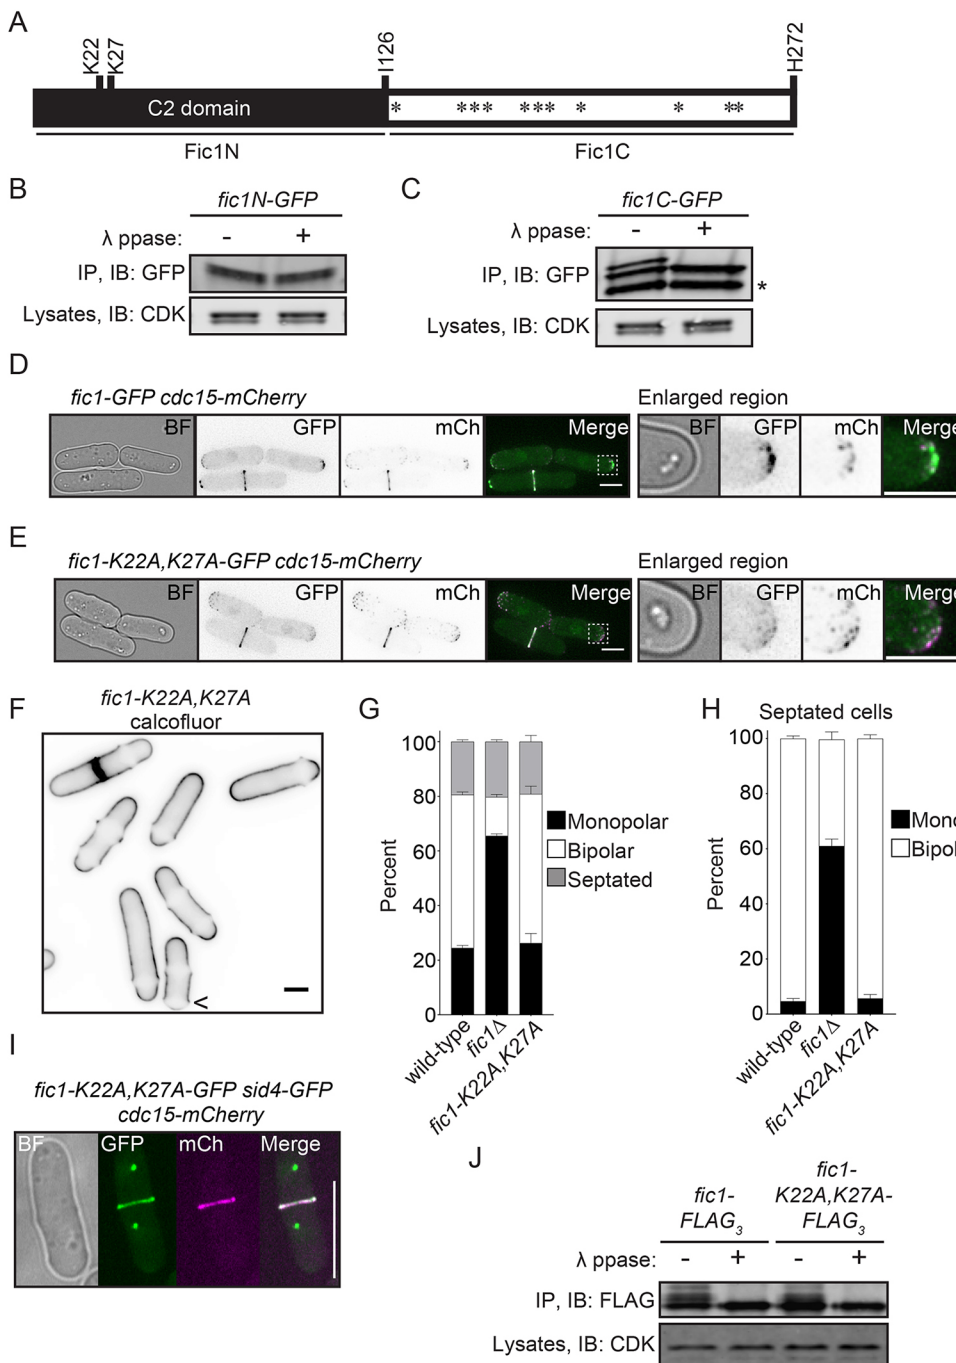 A
K22
K27
I126
H272
C2 domain
* *** *** * * **
Fic1N
Fic1C
B
fic1N-GFP
λ ppase: - +
IP, IB: GFP
Lysates, IB: CDK
C
fic1C-GFP
λ ppase: - +
IP, IB: GFP
*
Lysates, IB: CDK
D
fic1-GFP cdc15-mCherry
Enlarged region
BF GFP mCh Merge
BF GFP mCh Merge
E
fic1-K22A,K27A-GFP cdc15-mCherry
Enlarged region
BF GFP mCh Merge
BF GFP mCh Merge
F
fic1-K22A,K27A
calcofluor
<
G
Percent
100
80
60
40
20
0
Monopolar
Bipolar
Septated
wild-type
fic1Δ
fic1-K22A,K27A
H
Septated cells
Percent
100
80
60
40
20
0
Mono
Bipol
wild-type
fic1Δ
fic1-K22A,K27A
I
fic1-K22A,K27A-GFP sid4-GFP
cdc15-mCherry
BF GFP mCh Merge
J
fic1-
FLAG3
fic1-
K22A,K27A-
FLAG3
λ ppase: - + - +
IP, IB: FLAG
Lysates, IB: CDK